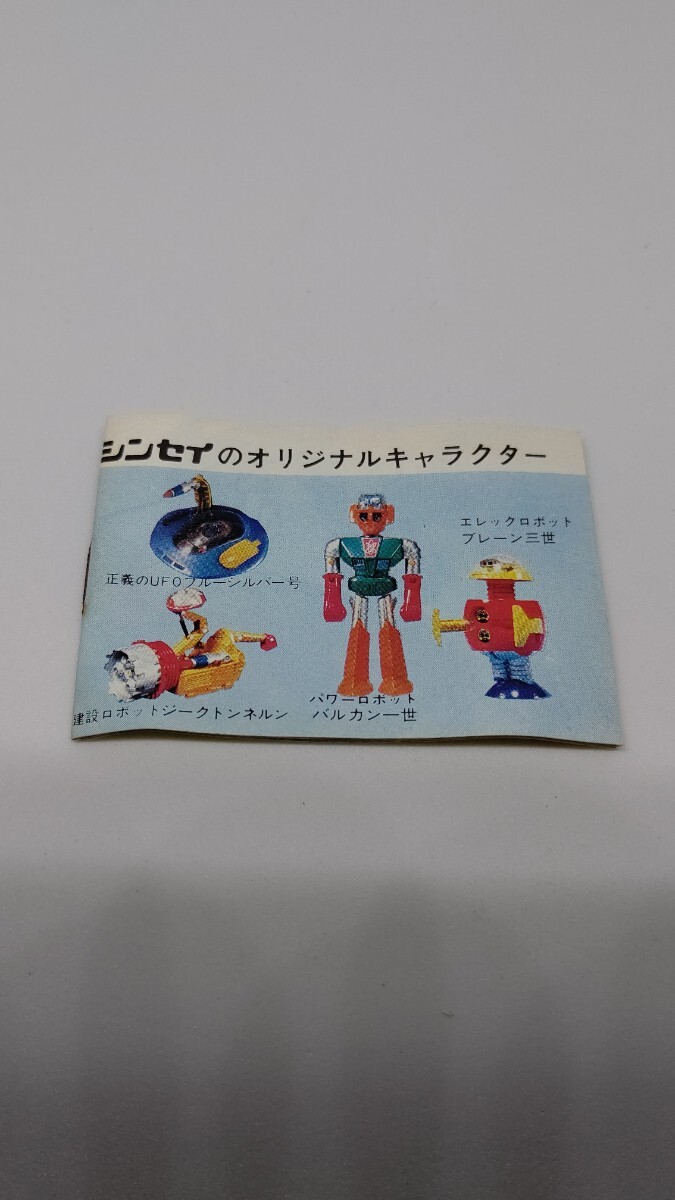 シンセイのオリジナルキャラクター
正義のUFOブルーシルバー号
建設ロボットジークトンネルン
パワーロボット
バルカン一世
エレックロボット
ブレーン三世